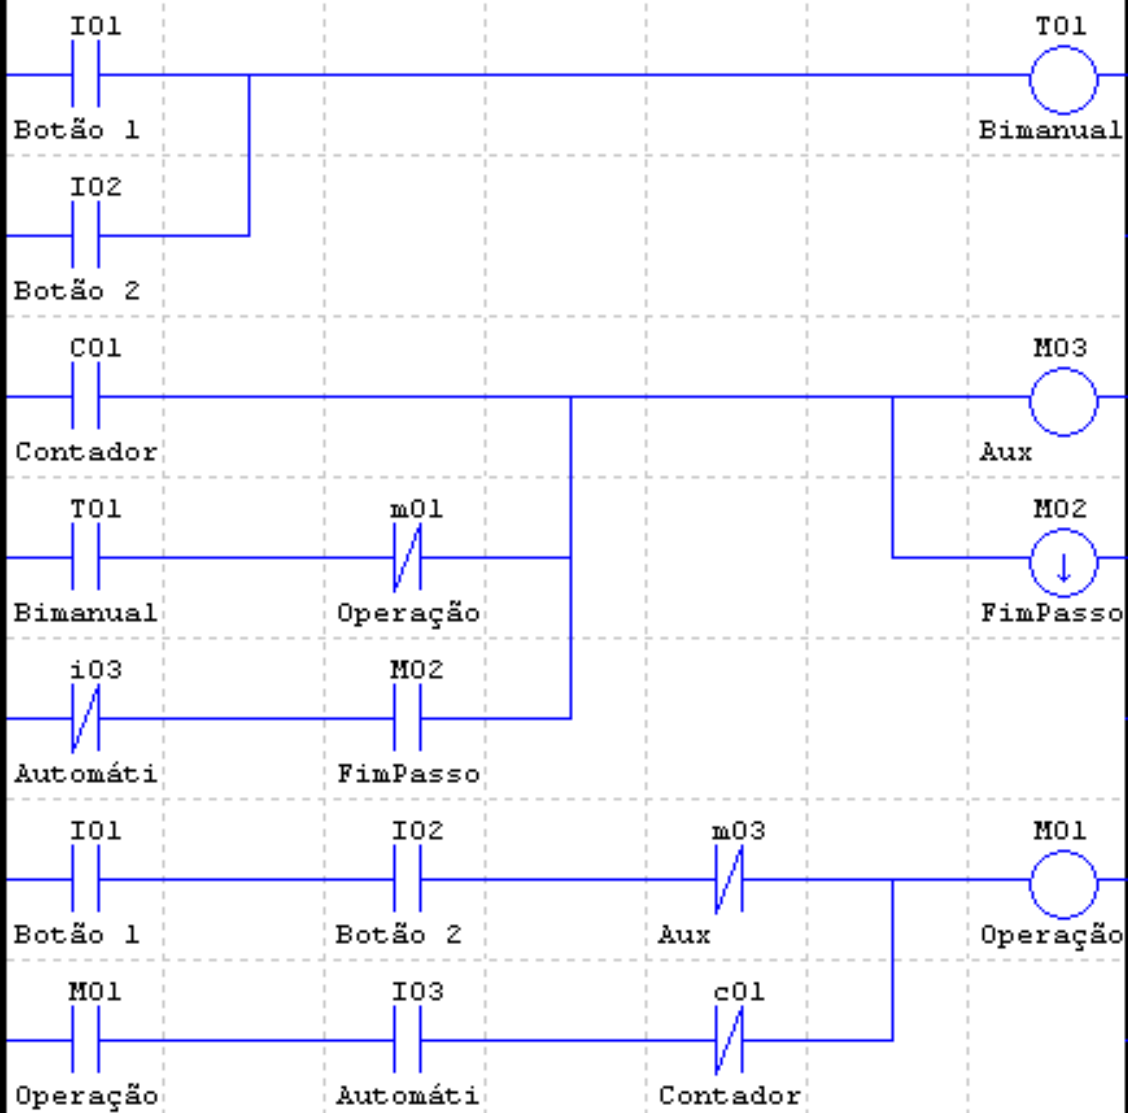 I01 T01
Botão 1 Bimanual
I02
Botão 2
C01 M03
Contador Aux
T01 m01 M02
Bimanual Operação FimPasso
i03 M02
Automáti FimPasso
I01 I02 m03 M01
Botão 1 Botão 2 Aux Operação
M01 I03 c01
Operação Automáti Contador